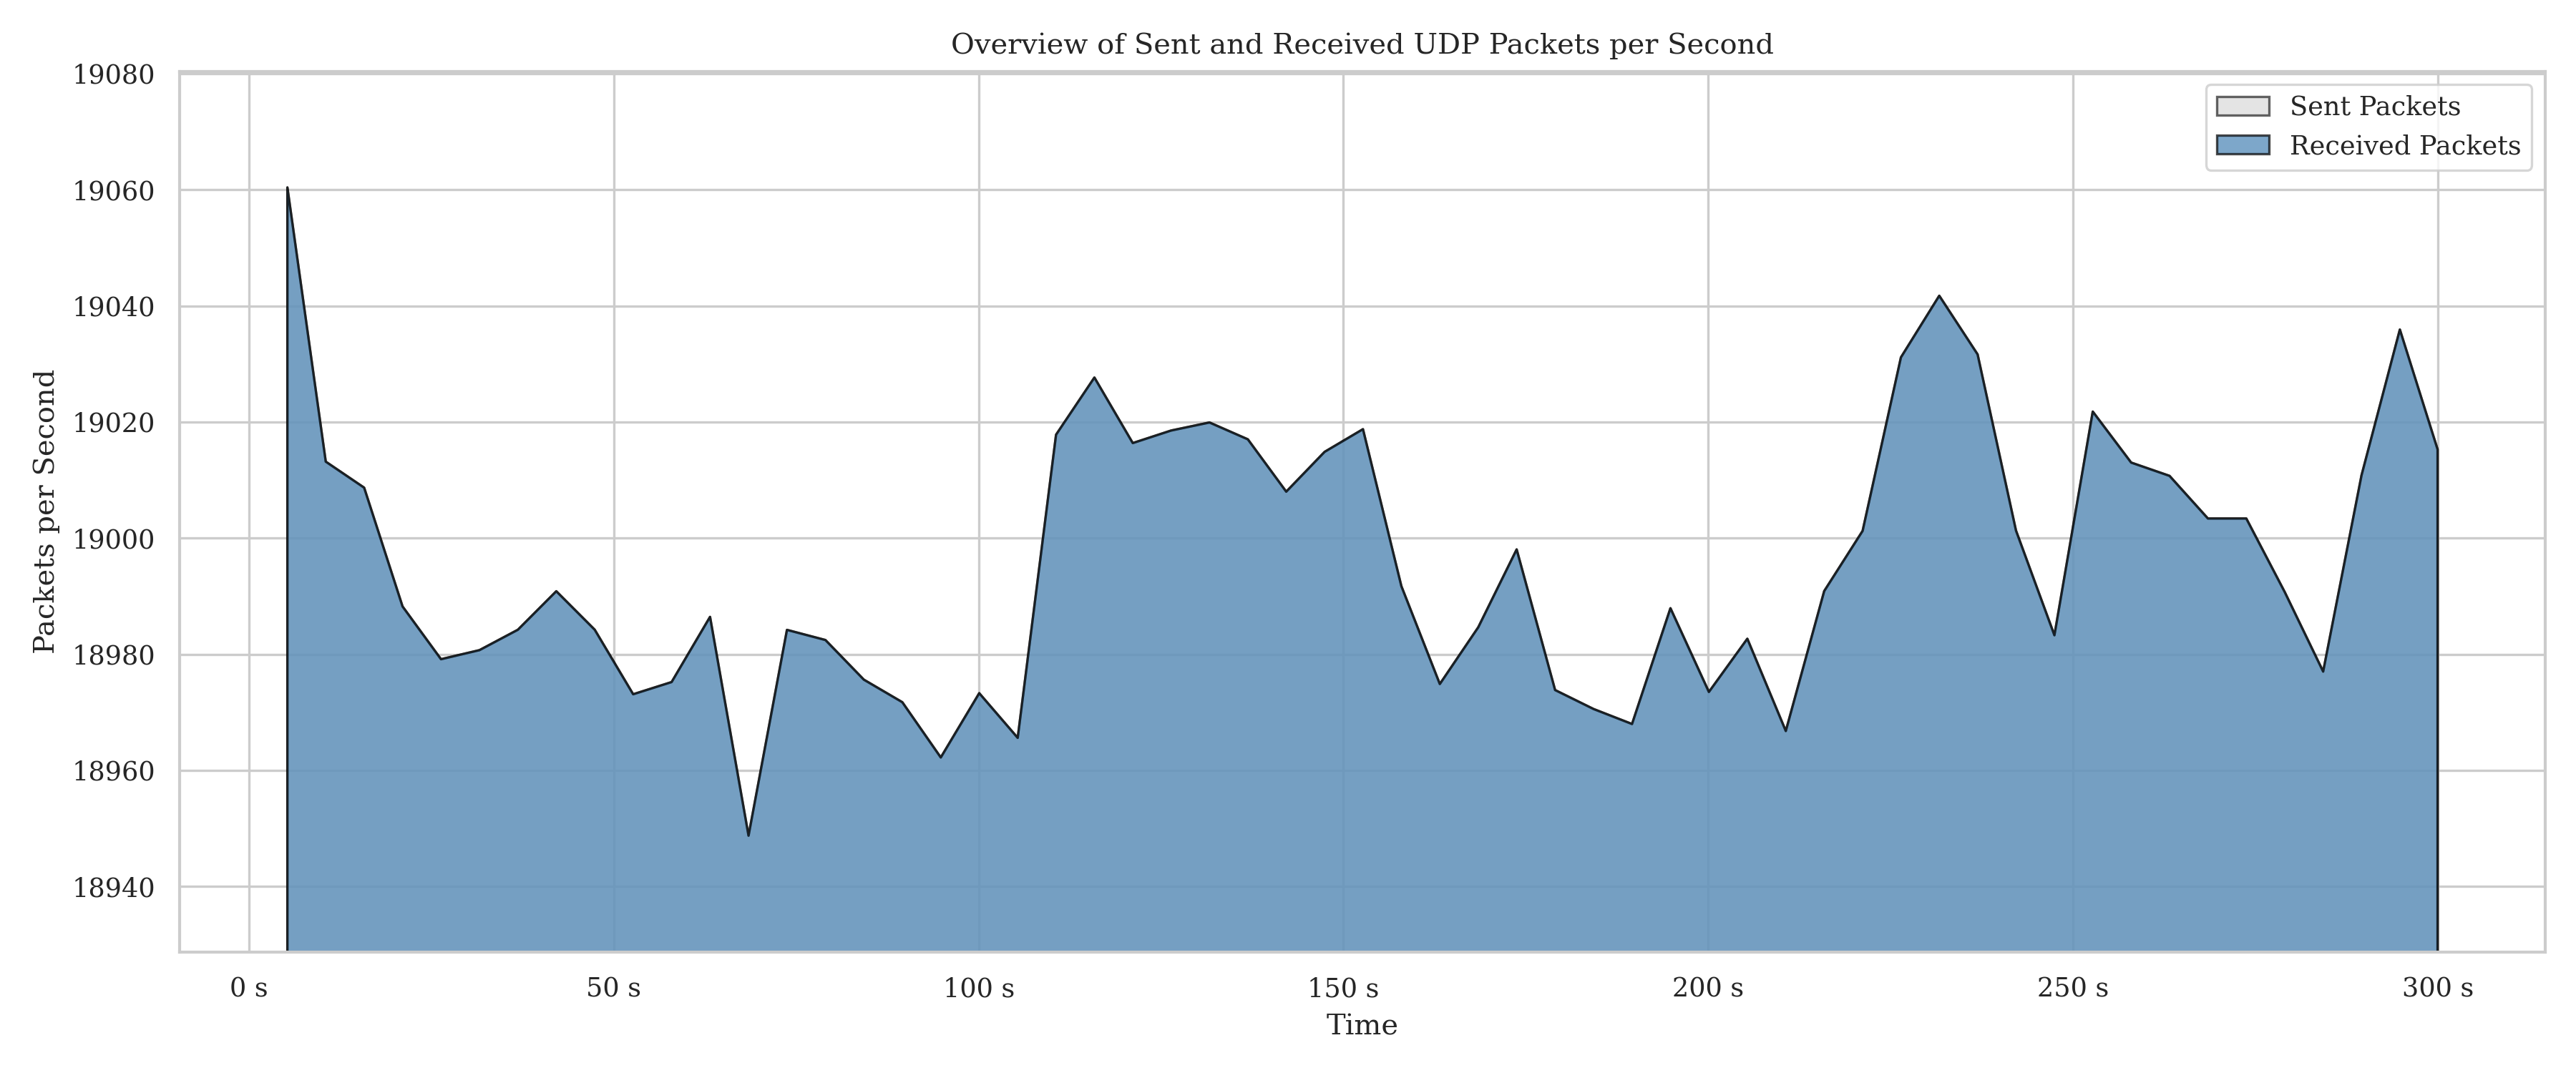 Overview of Sent and Received UDP Packets per Second
Sent Packets
Received Packets
Packets per Second
19080
19060
19040
19020
19000
18980
18960
18940
0 s 50 s 100 s 150 s 200 s 250 s 300 s
Time